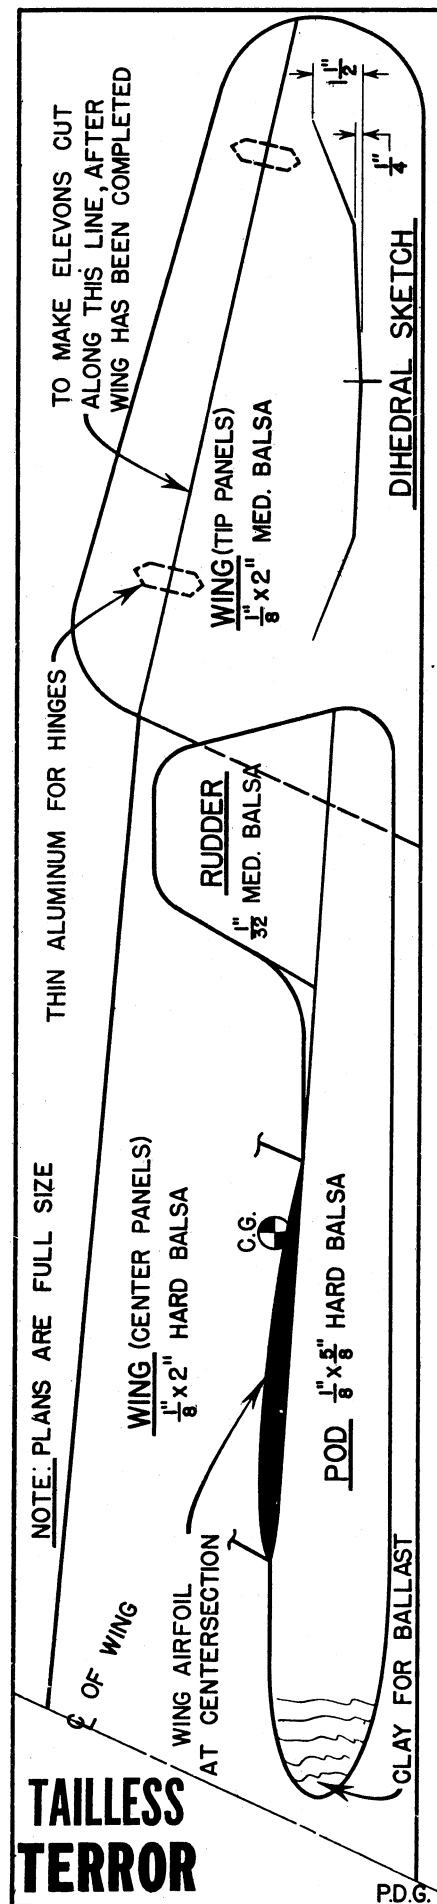 TAILLESS
TERROR
NOTE: PLANS ARE FULL SIZE
THIN ALUMINUM FOR HINGES
TO MAKE ELEVONS CUT
ALONG THIS LINE, AFTER
WING HAS BEEN COMPLETED
℄ OF WING
WING (CENTER PANELS)
1/8" x 2" HARD BALSA
WING (TIP PANELS)
1/8" x 2" MED. BALSA
WING AIRFOIL
AT CENTERSECTION
C.G.
RUDDER
1/32" MED. BALSA
POD 1/8" x 5/8" HARD BALSA
CLAY FOR BALLAST
1 1/2"
1/4"
DIHEDRAL SKETCH
P.D.G.